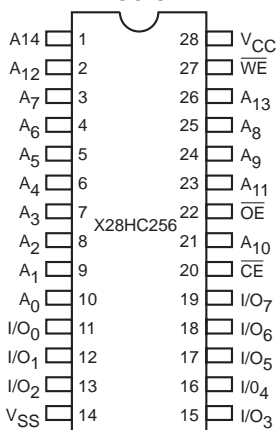 A14 1 28 VCC
A12 2 27 WE
A7 3 26 A13
A6 4 25 A8
A5 5 24 A9
A4 6 23 A11
A3 7 22 OE
X28HC256
A2 8 21 A10
A1 9 20 CE
A0 10 19 I/O7
I/O0 11 18 I/O6
I/O1 12 17 I/O5
I/O2 13 16 I/04
VSS 14 15 I/O3